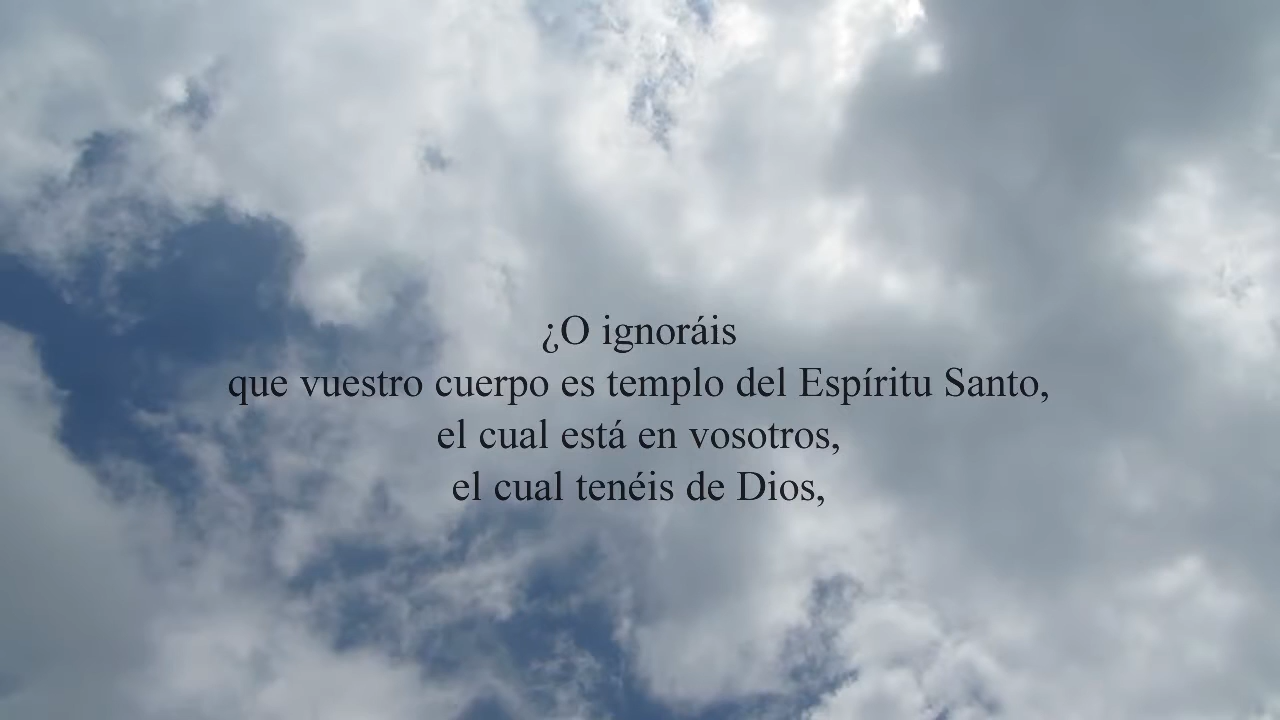 ¿O ignoráis
que vuestro cuerpo es templo del Espíritu Santo,
el cual está en vosotros,
el cual tenéis de Dios,